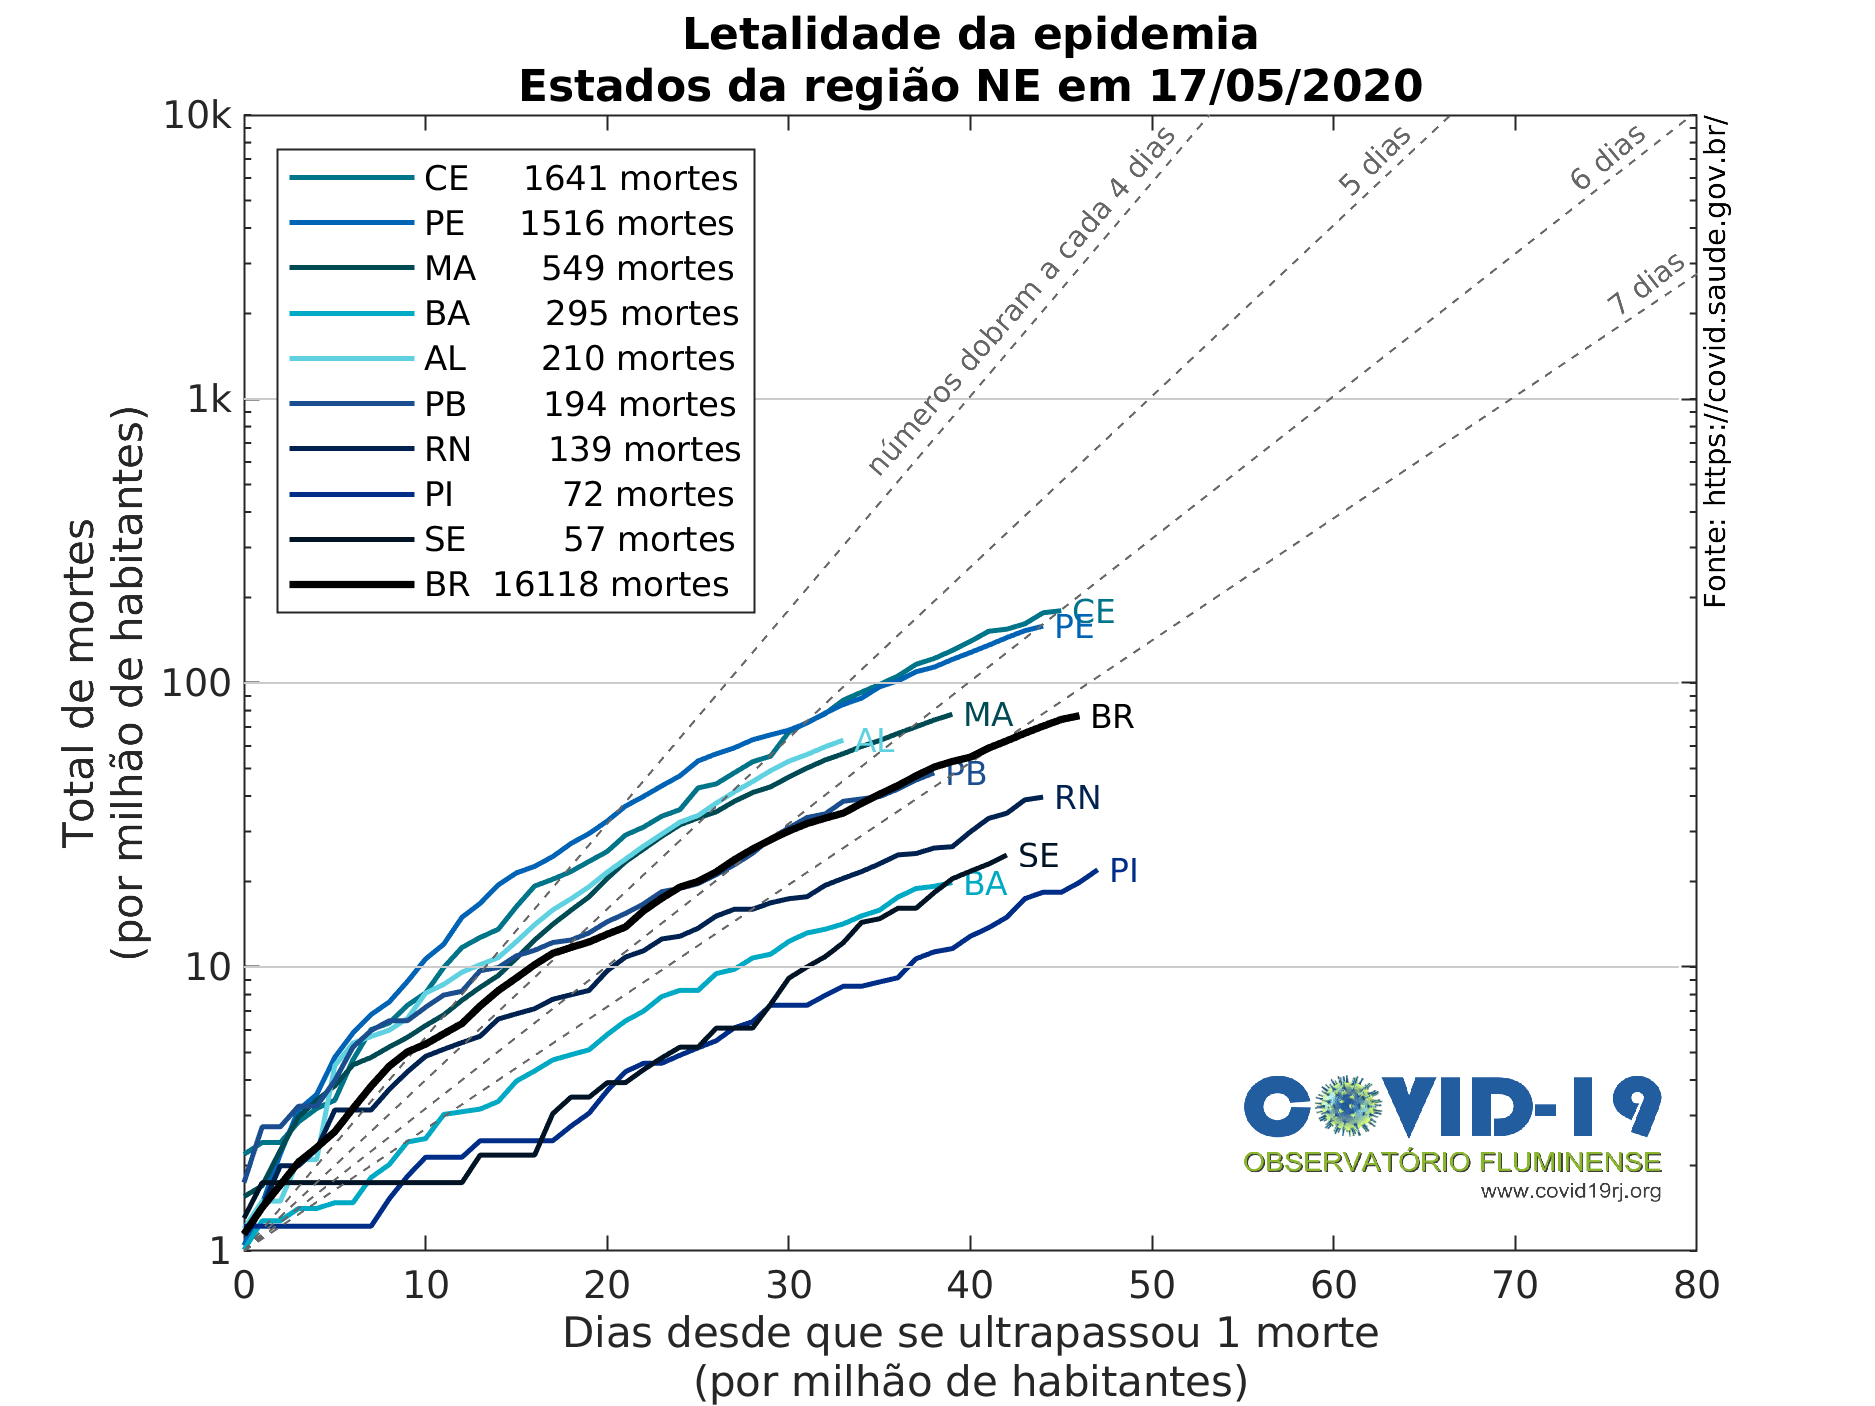 Letalidade da epidemia
Estados da região NE em 17/05/2020
10k
1k
100
10
1
Total de mortes
(por milhão de habitantes)
CE 1641 mortes
PE 1516 mortes
MA 549 mortes
BA 295 mortes
AL 210 mortes
PB 194 mortes
RN 139 mortes
PI 72 mortes
SE 57 mortes
BR 16118 mortes
números dobram a cada 4 dias
5 dias
6 dias
7 dias
Fonte: https://covid.saude.gov.br/
CE
PE
MA
BR
AL
PB
RN
SE
PI
BA
COVID-19
OBSERVATÓRIO FLUMINENSE
www.covid19rj.org
0 10 20 30 40 50 60 70 80
Dias desde que se ultrapassou 1 morte
(por milhão de habitantes)